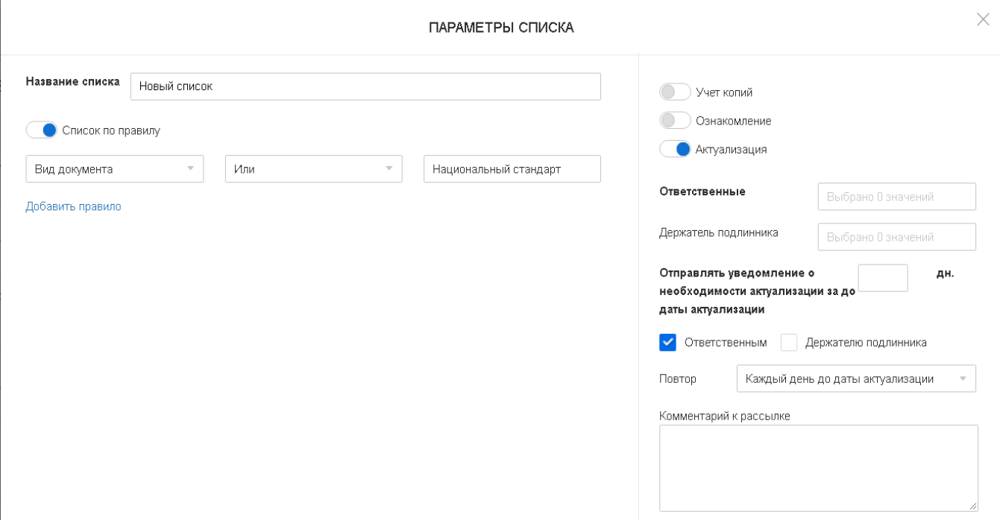 ПАРАМЕТРЫ СПИСКА
Название списка
Новый список
Список по правилу
Вид документа
Или
Национальный стандарт
Добавить правило
Учет копий
Ознакомление
Актуализация
Ответственные
Выбрано 0 значений
Держатель подлинника
Выбрано 0 значений
Отправлять уведомление о
необходимости актуализации за до
даты актуализации
дн.
Ответственным
Держателю подлинника
Повтор
Каждый день до даты актуализации
Комментарий к рассылке